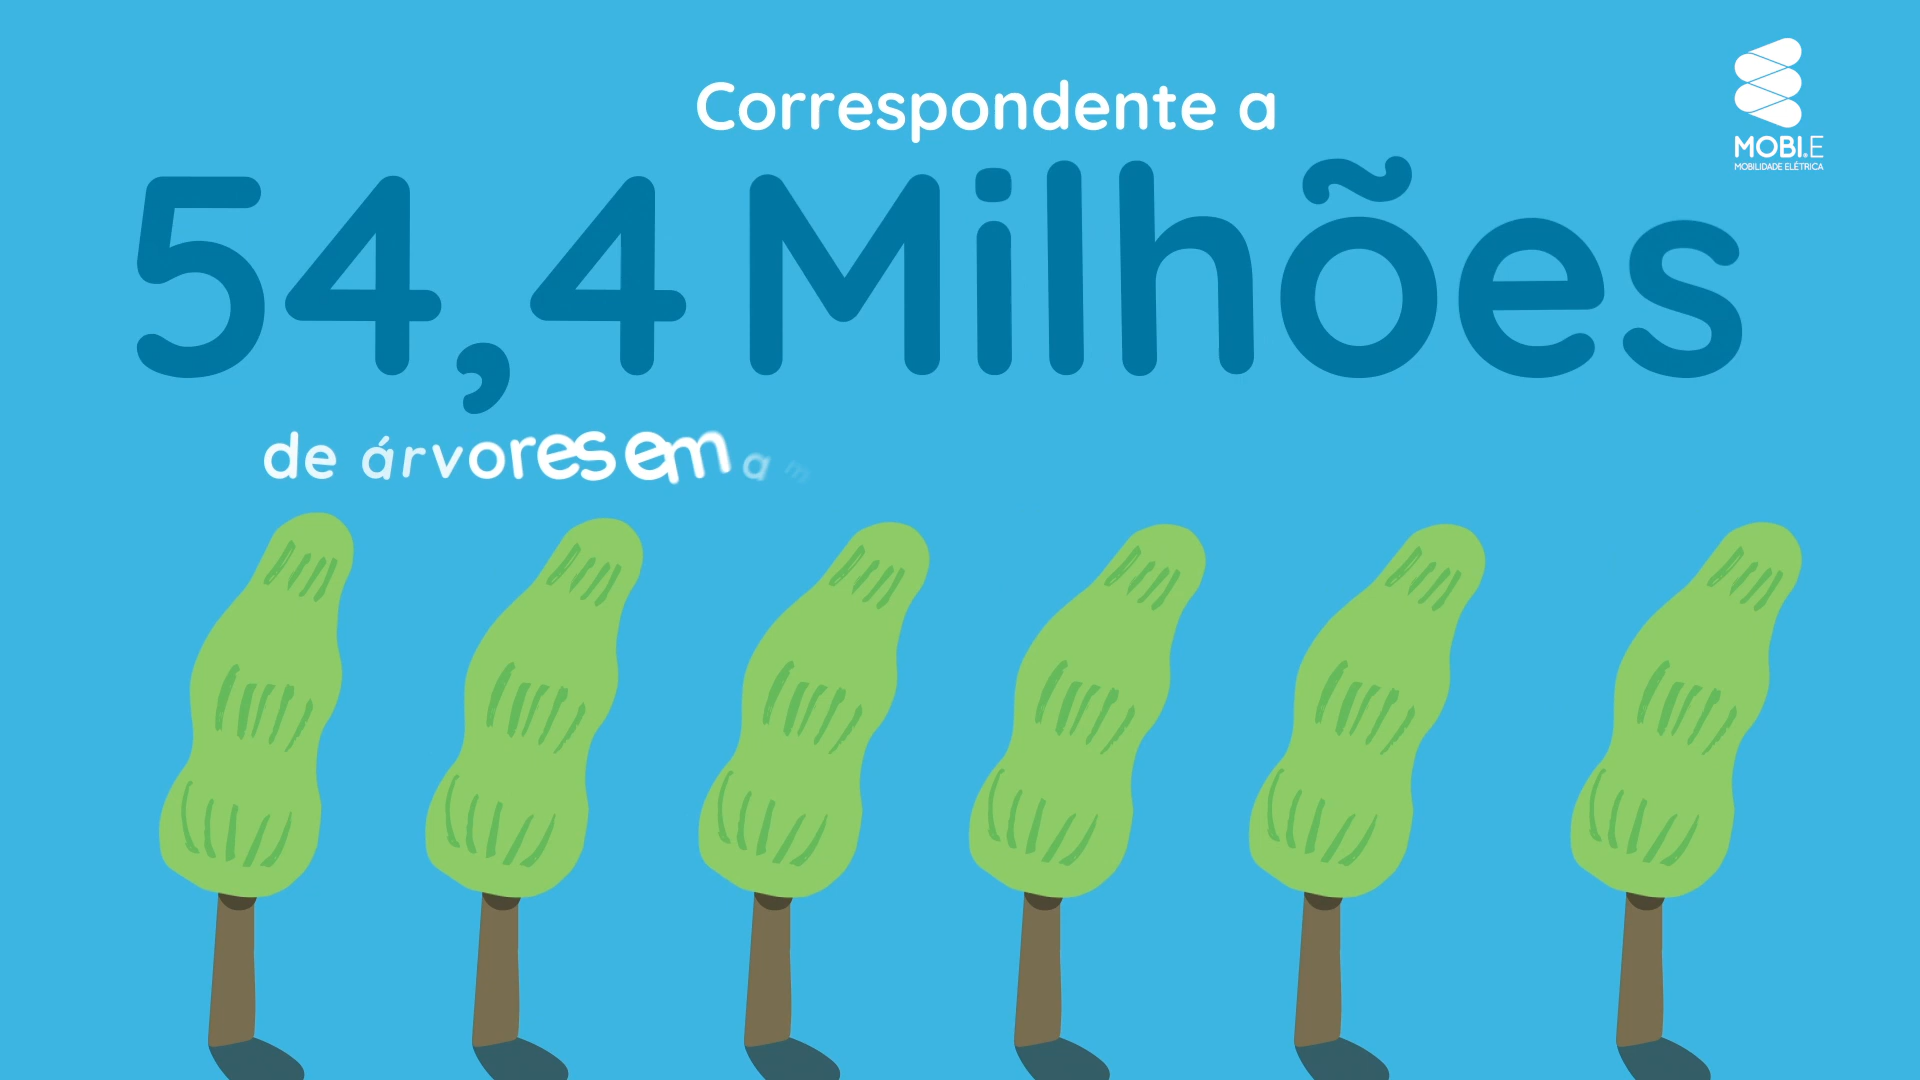 Correspondente a
MOBI.E
MOBILIDADE ELÉTRICA
54,4 Milhões
de árvores em a m